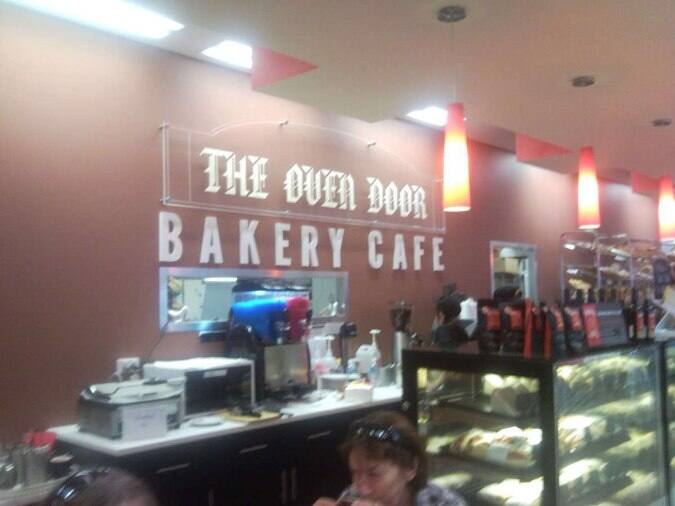 THE OVEN DOOR
BAKERY CAFE